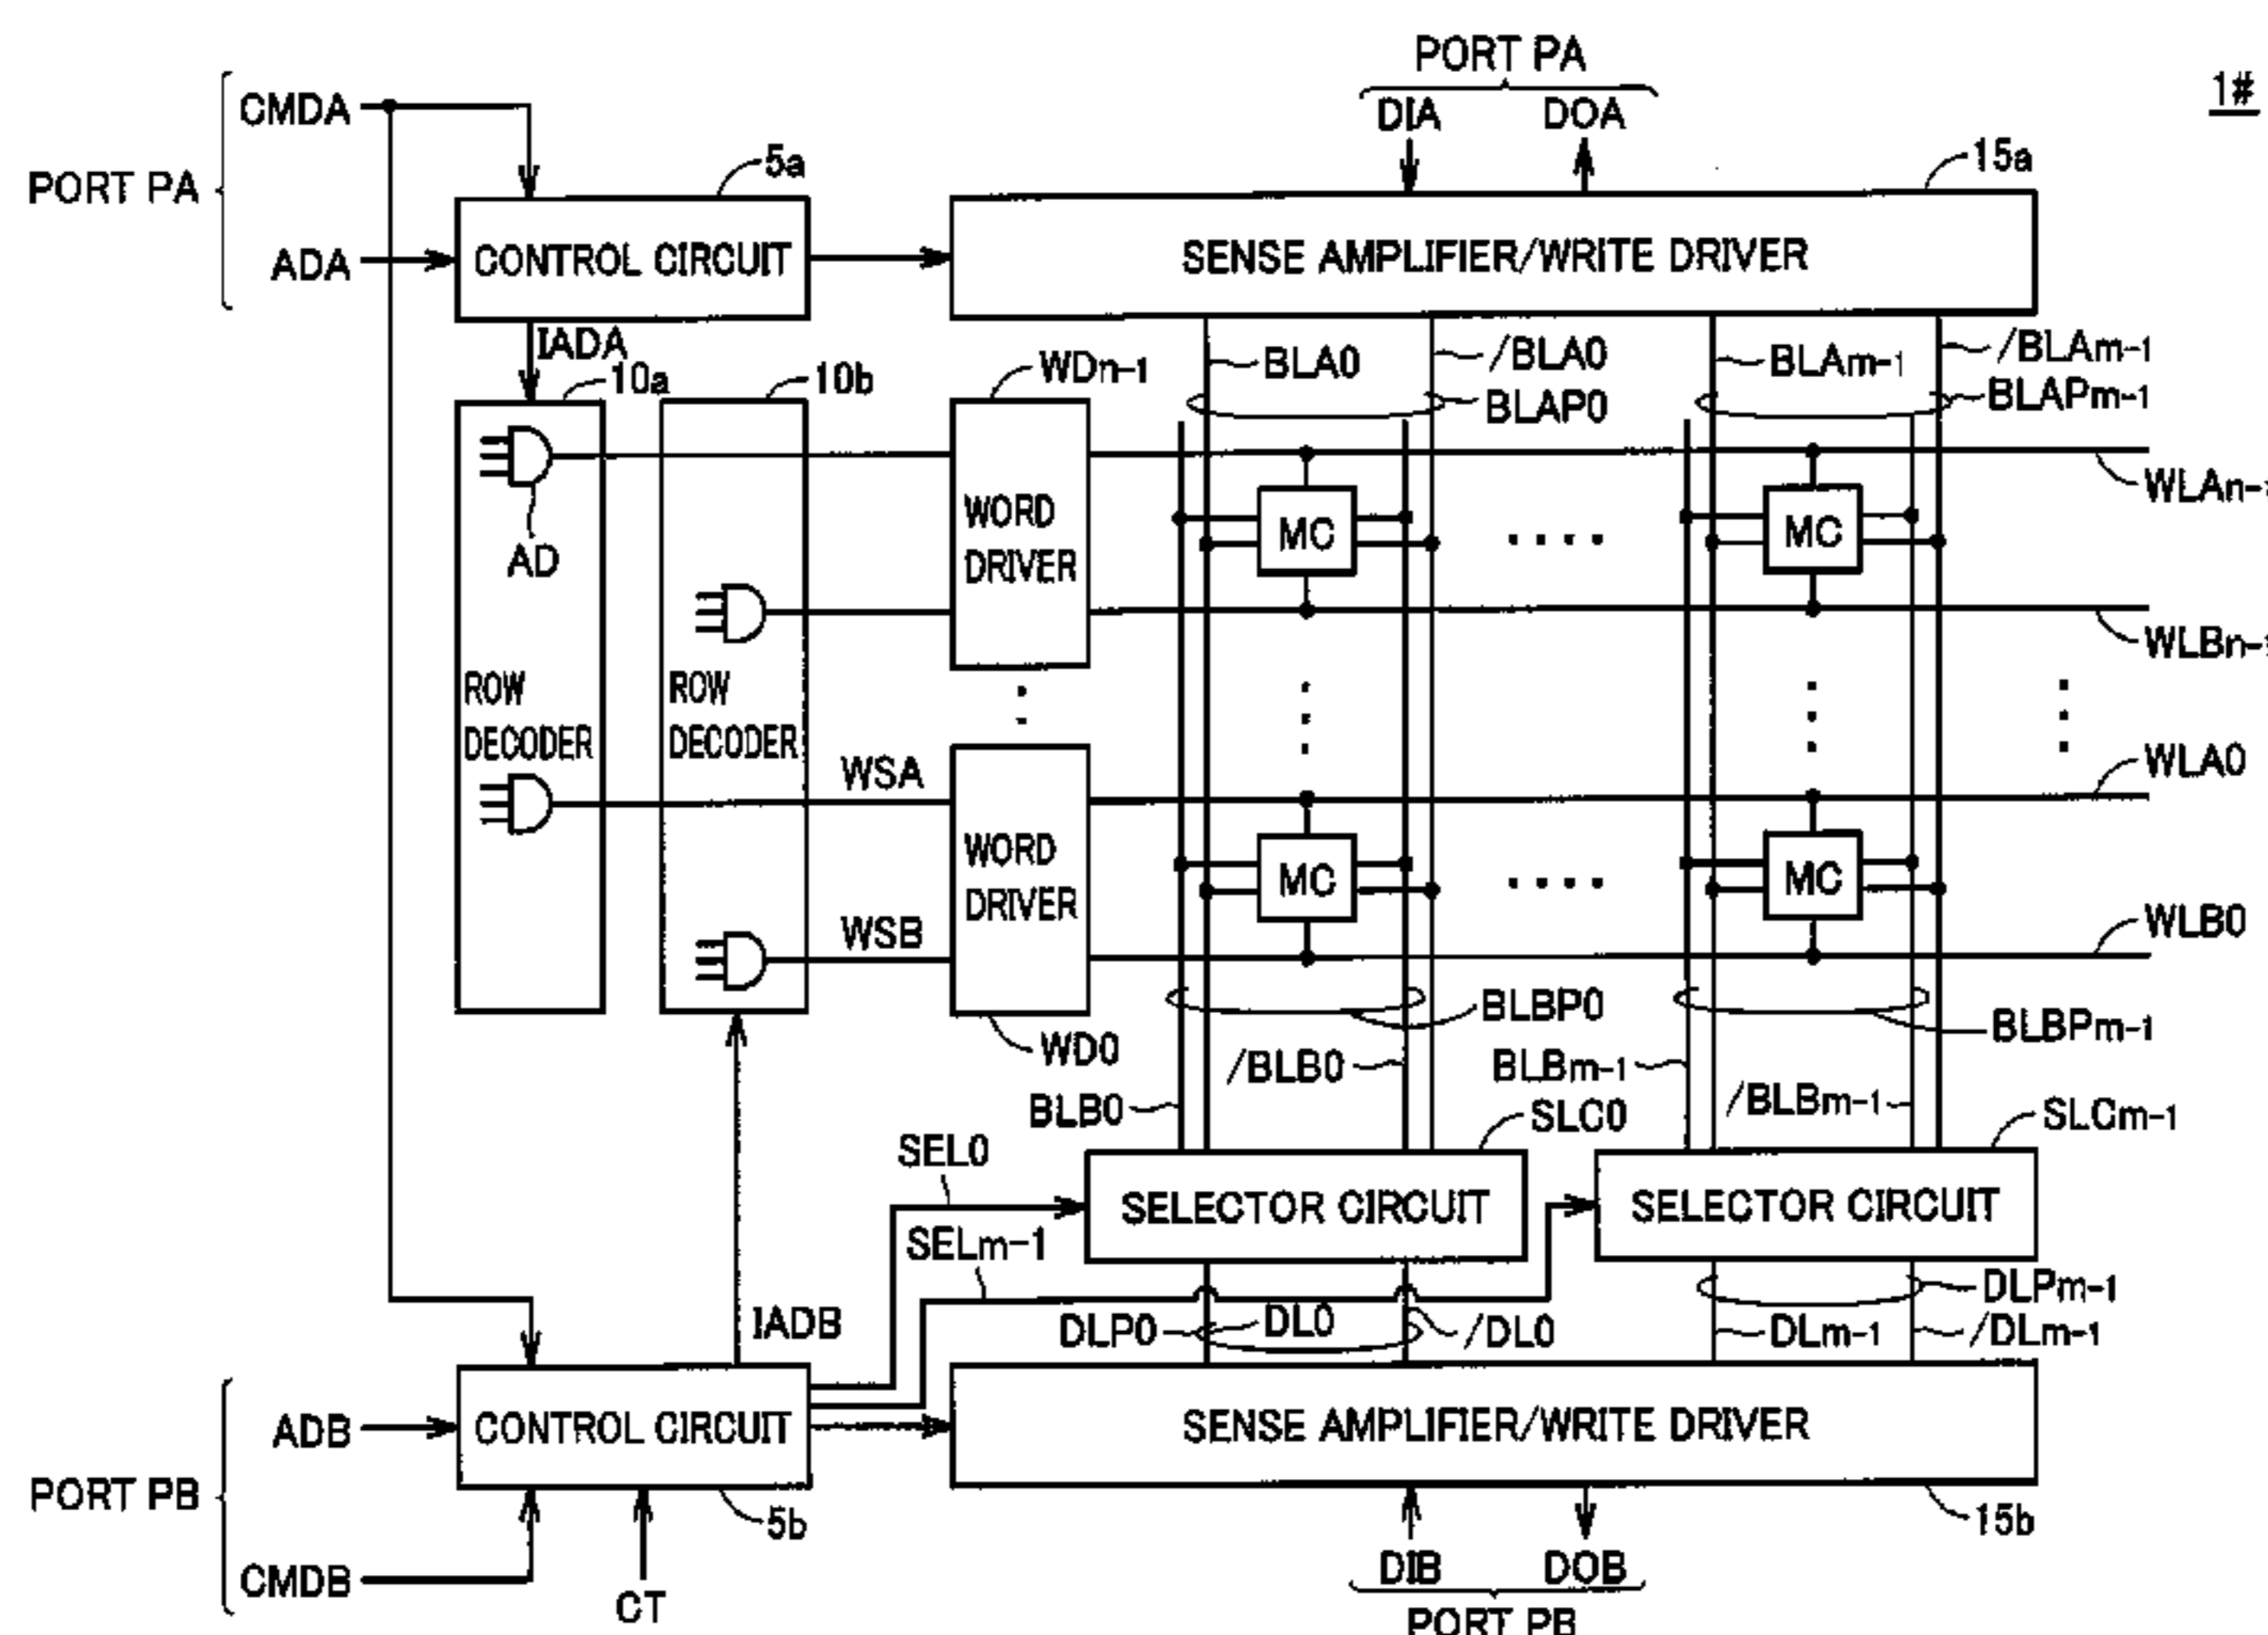 PORT PA
1#
CMDA
DIA DOA
5a
15a
PORT PA
ADA
CONTROL CIRCUIT
SENSE AMPLIFIER/WRITE DRIVER
IADA
10a
10b
WDn-1
BLA0
/BLA0
BLAP0
BLAm-1
/BLAm-1
BLAPm-1
WORD
DRIVER
MC
MC
WLAn-1
AD
WLBn-1
ROW
DECODER
ROW
DECODER
WSA
WLA0
WORD
DRIVER
MC
MC
WSB
WLB0
BLBP0
BLBPm-1
WD0
/BLB0
BLBm-1
BLB0
/BLBm-1
SLC0
SLCm-1
SEL0
SELECTOR CIRCUIT
SELECTOR CIRCUIT
SELm-1
DLPm-1
IADB
DLP0
DL0
/DL0
DLm-1
/DLm-1
ADB
CONTROL CIRCUIT
SENSE AMPLIFIER/WRITE DRIVER
PORT PB
5b
15b
CMDB
CT
DIB DOB
PORT PB